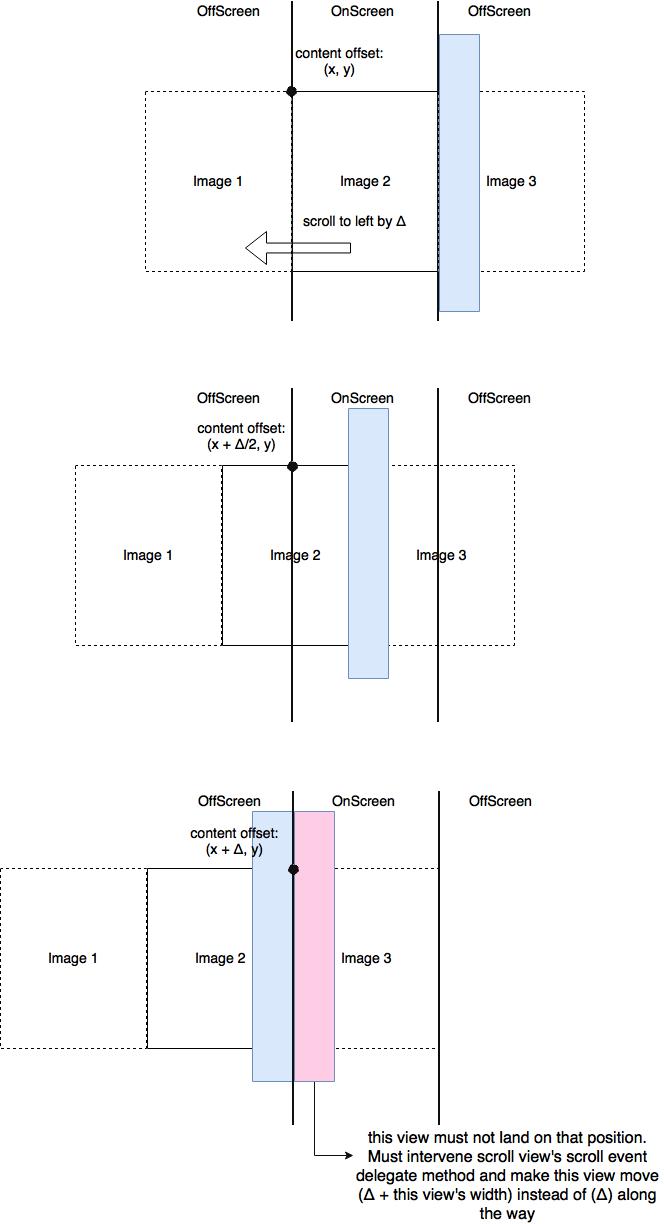 OffScreen OnScreen OffScreen
content offset:
(x, y)
Image 1 Image 2 Image 3
scroll to left by Δ
OffScreen OnScreen OffScreen
content offset:
(x + Δ/2, y)
Image 1 Image 2 Image 3
OffScreen OnScreen OffScreen
content offset:
(x + Δ, y)
Image 1 Image 2 Image 3
this view must not land on that position.
Must intervene scroll view's scroll event
delegate method and make this view move
(Δ + this view's width) instead of (Δ) along
the way